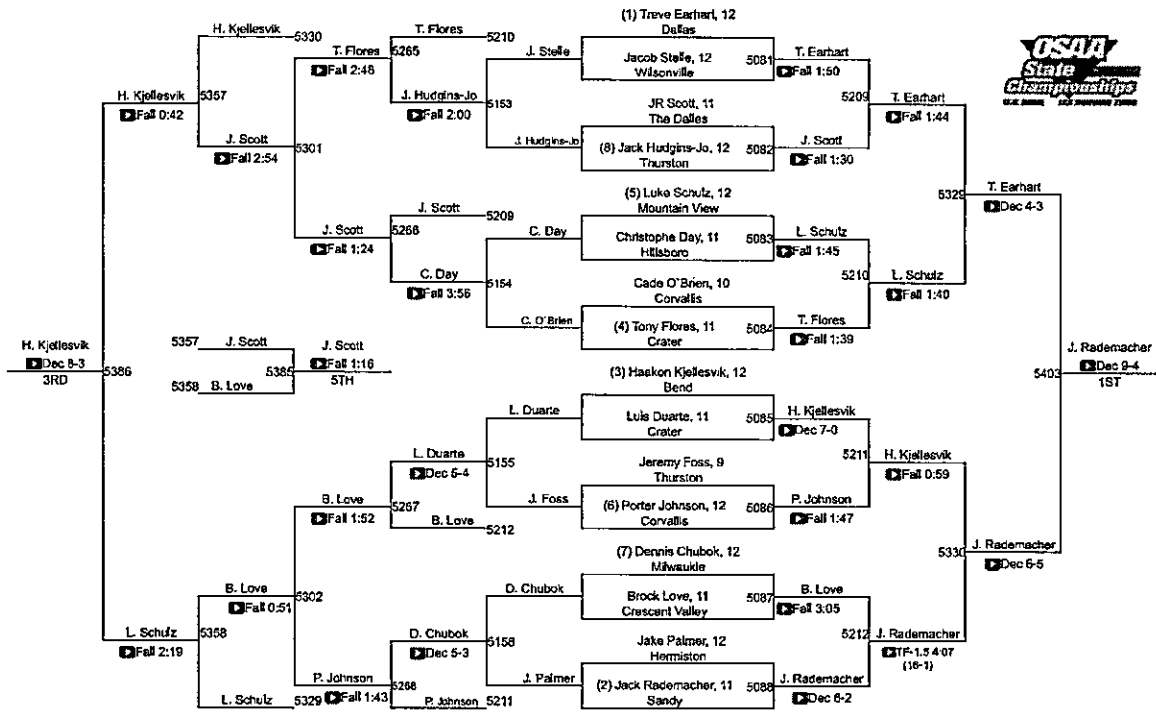 OSAA
State
Championships
H. Kjellesvik
5330
5357
H. Kjellesvik
Fall 0:42
J. Scott
Fall 2:54
5301
T. Flores
Fall 2:48
T. Flores
5210
5265
J. Hudgins-Jo
Fall 2:00
5153
J. Stelle
J. Hudgins-Jo
J. Scott
Fall 1:24
J. Scott
5209
5266
C. Day
Fall 3:56
5154
C. Day
C. O'Brien
H. Kjellesvik
Dec 8-3
3RD
5386
5357
J. Scott
5358
B. Love
5385
J. Scott
Fall 1:16
5TH
L. Duarte
L. Duarte
Dec 5-4
5155
J. Foss
B. Love
Fall 1:52
5267
B. Love
5212
B. Love
Fall 0:51
5302
L. Schulz
Fall 2:19
5358
L. Schulz
5329
P. Johnson
Fall 1:43
D. Chubok
D. Chubok
Dec 5-3
5158
J. Palmer
5268
P. Johnson
5211
(1) Treve Earhart, 12
Dallas
Jacob Stelle, 12
Wilsonville
5081
T. Earhart
Fall 1:50
JR Scott, 11
The Dalles
(8) Jack Hudgins-Jo, 12
Thurston
5082
J. Scott
Fall 1:30
5209
T. Earhart
Fall 1:44
(5) Luke Schulz, 12
Mountain View
Christophe Day, 11
Hillsboro
5083
L. Schulz
Fall 1:45
Cade O'Brien, 10
Corvallis
(4) Tony Flores, 11
Crater
5084
T. Flores
Fall 1:39
5210
L. Schulz
Fall 1:40
5329
T. Earhart
Dec 4-3
(3) Haakon Kjellesvik, 12
Bend
Luis Duarte, 11
Crater
5085
H. Kjellesvik
Dec 7-0
Jeremy Foss, 9
Thurston
(6) Porter Johnson, 12
Corvallis
5086
P. Johnson
Fall 1:47
5211
H. Kjellesvik
Fall 0:59
(7) Dennis Chubok, 12
Milwaukie
Brock Love, 11
Crescent Valley
5087
B. Love
Fall 3:05
Jake Palmer, 12
Hermiston
(2) Jack Rademacher, 11
Sandy
5088
J. Rademacher
Dec 6-2
5212
J. Rademacher
TF-1.5 4:07
(16-1)
5330
J. Rademacher
Dec 6-5
5403
J. Rademacher
Dec 9-4
1ST